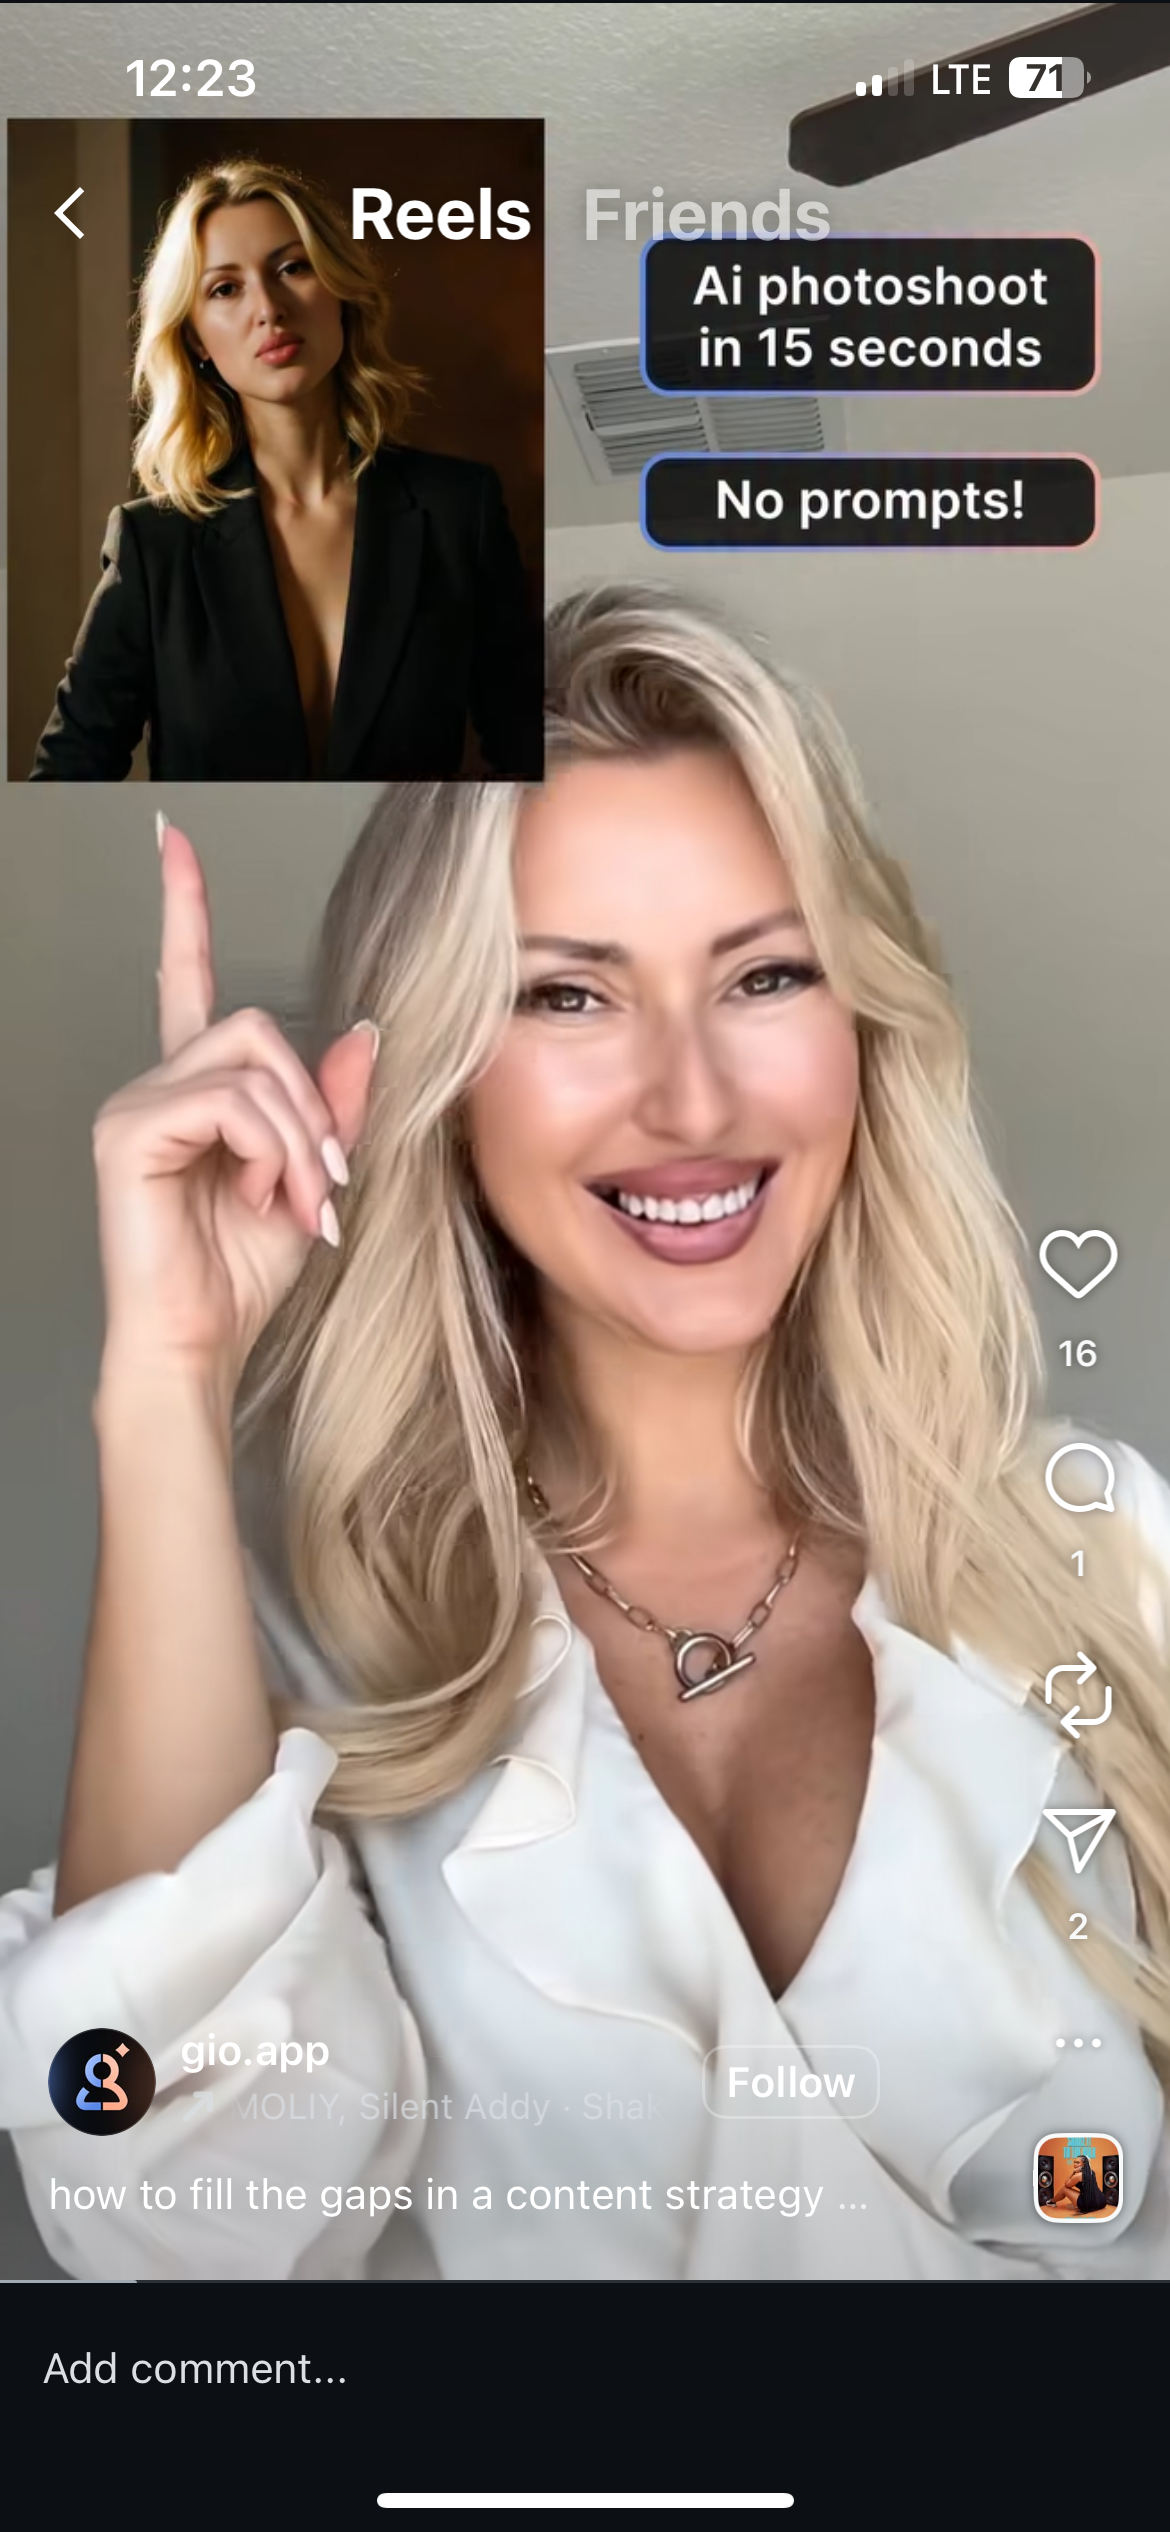 12:23
LTE 71
Reels Friends
Ai photoshoot
in 15 seconds
No prompts!
16
1
2
gio.app
MOLIY, Silent Addy · Shak
Follow
how to fill the gaps in a content strategy ...
Add comment...